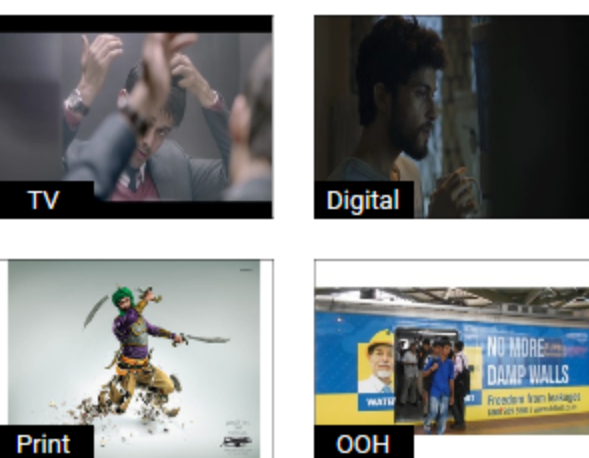 TV
Digital
Print
OOH
NO MORE
DAMP WALLS
Freedom from leakages